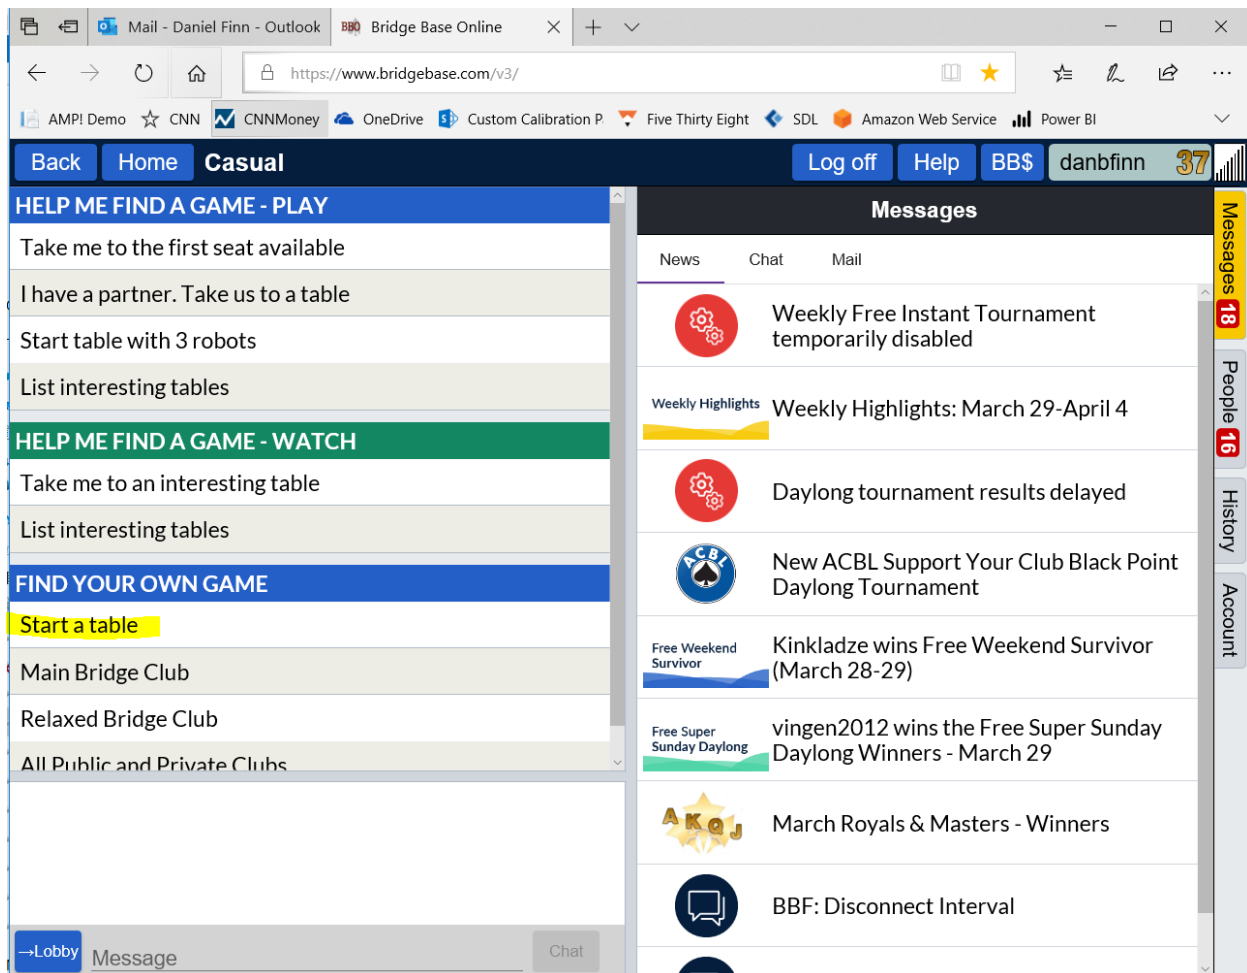 Mail - Daniel Finn - Outlook
BBO Bridge Base Online
https://www.bridgebase.com/v3/
AMP! Demo CNN CNNMoney OneDrive Custom Calibration P Five Thirty Eight SDL Amazon Web Service Power BI
Back Home Casual Log off Help BB$ danbfinn 37
HELP ME FIND A GAME - PLAY
Take me to the first seat available
I have a partner. Take us to a table
Start table with 3 robots
List interesting tables
HELP ME FIND A GAME - WATCH
Take me to an interesting table
List interesting tables
FIND YOUR OWN GAME
Start a table
Main Bridge Club
Relaxed Bridge Club
All Public and Private Clubs
→Lobby Message Chat
Messages
News Chat Mail
Weekly Free Instant Tournament
temporarily disabled
Weekly Highlights
Weekly Highlights: March 29-April 4
Daylong tournament results delayed
ACBL
New ACBL Support Your Club Black Point
Daylong Tournament
Free Weekend
Survivor
Kinkladze wins Free Weekend Survivor
(March 28-29)
Free Super
Sunday Daylong
vingen2012 wins the Free Super Sunday
Daylong Winners - March 29
A K Q J
March Royals & Masters - Winners
BBF: Disconnect Interval
Messages 18
People 16
History
Account